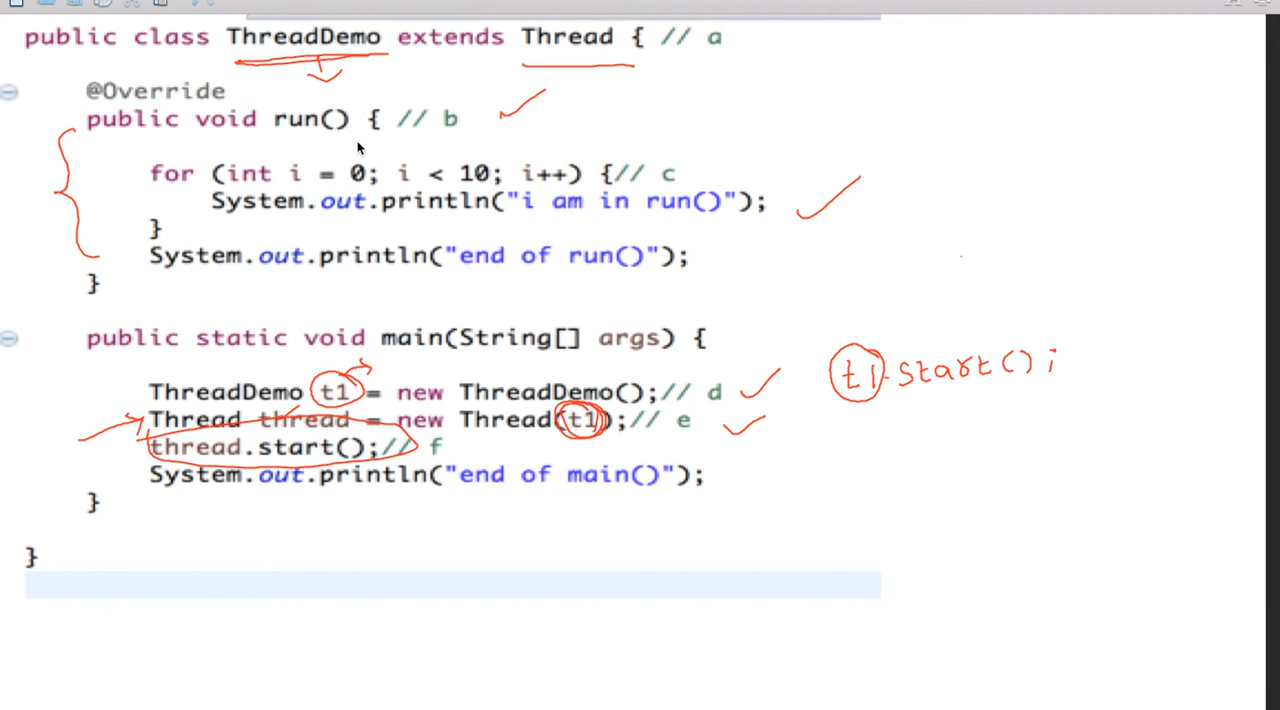 public class ThreadDemo extends Thread { // a
@Override
public void run() { // b
for (int i = 0; i < 10; i++) {// c
System.out.println("i am in run()");
}
System.out.println("end of run()");
}
public static void main(String[] args) {
ThreadDemo t1 = new ThreadDemo();// d
t1.start();
Thread thread = new Thread(t1);// e
thread.start();// f
System.out.println("end of main()");
}
}